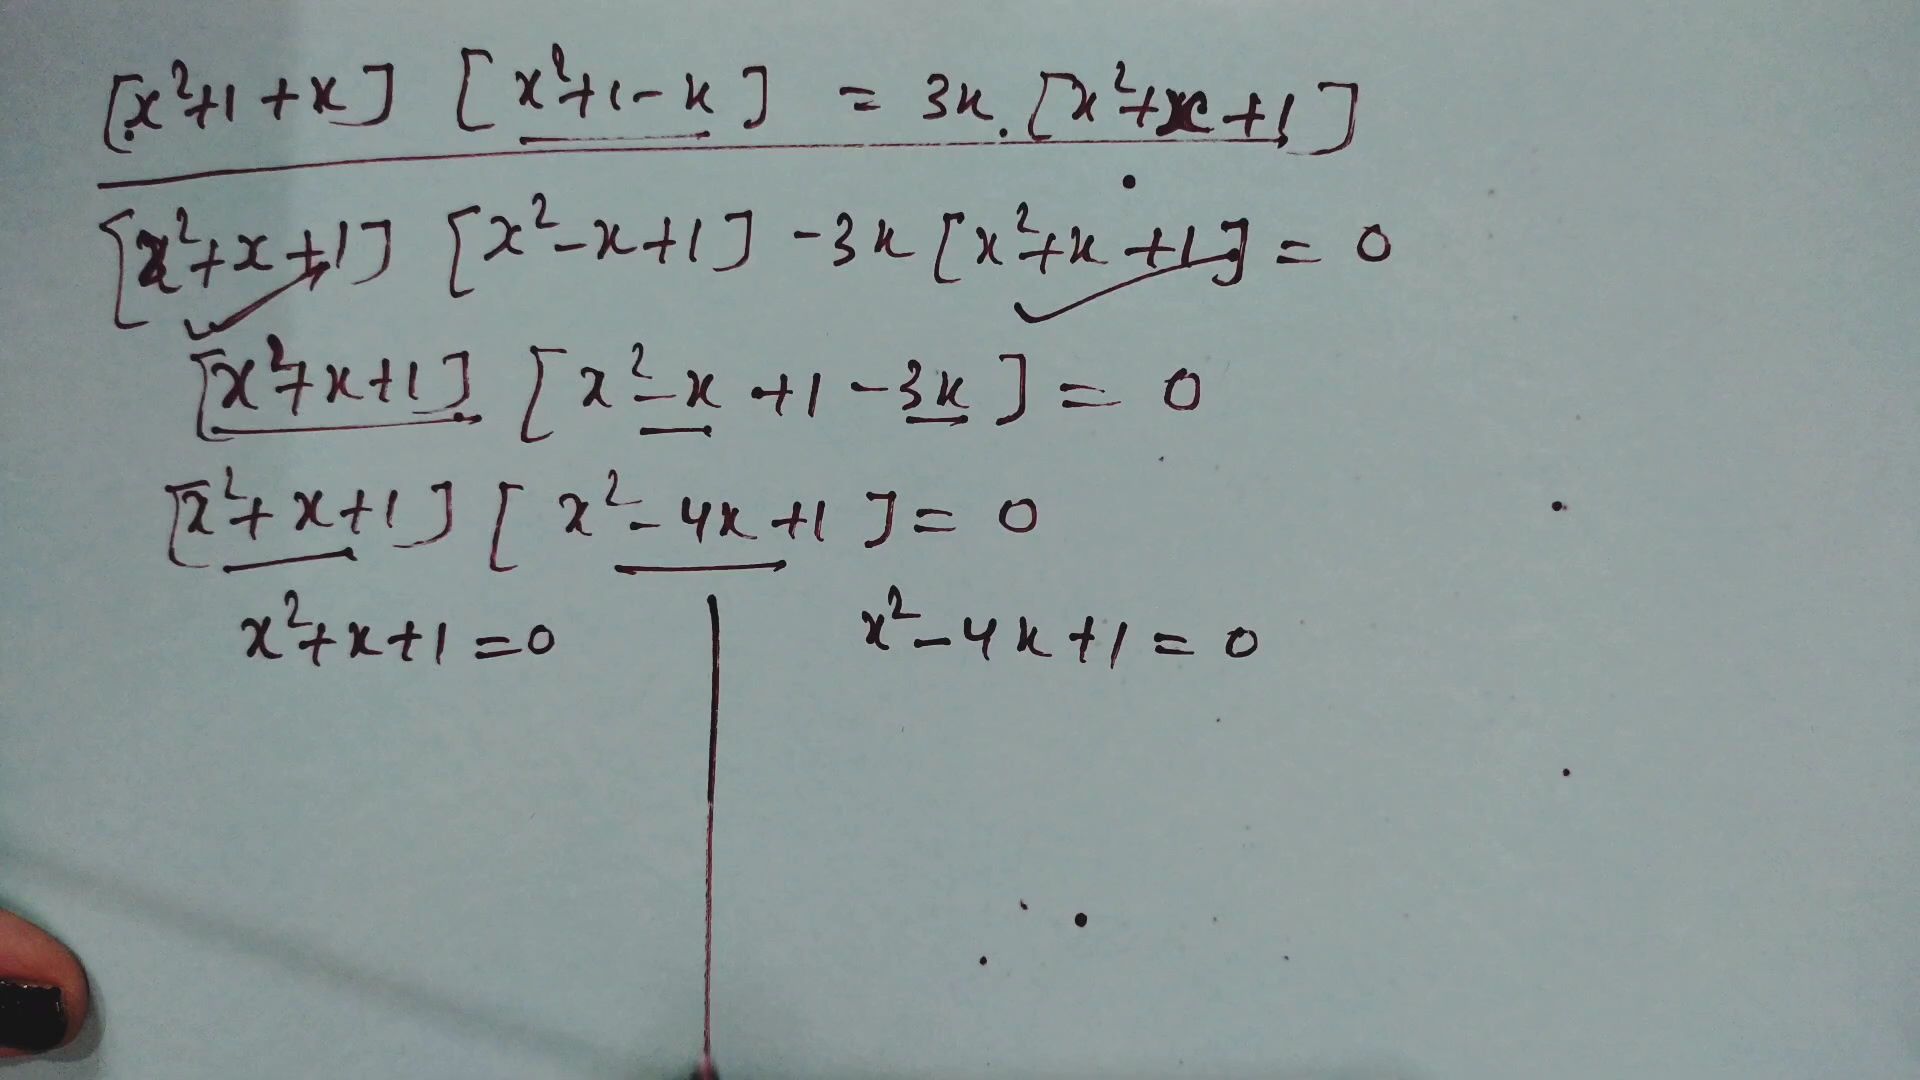 [x²+1+x] [x²+1-x] = 3x.[x²+x+1]
[x²+x+1] [x²-x+1] -3x[x²+x+1] = 0
[x²+x+1] [x²-x+1-3x] = 0
[x²+x+1] [x²-4x+1] = 0
x²+x+1=0 x²-4x+1=0